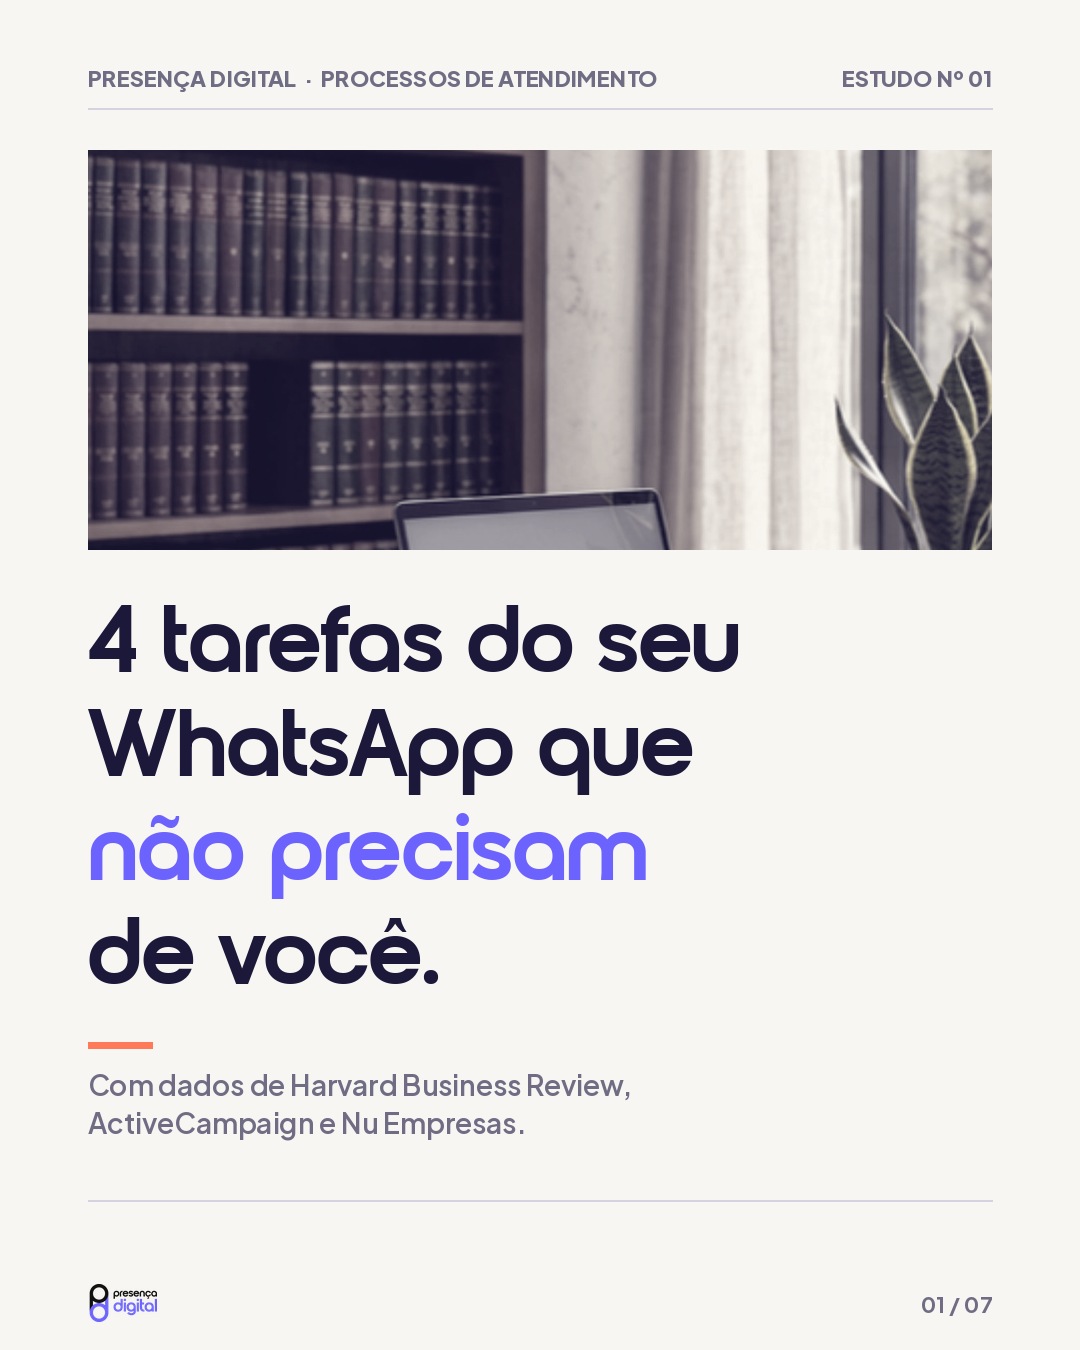 PRESENÇA DIGITAL · PROCESSOS DE ATENDIMENTO
ESTUDO Nº 01
4 tarefas do seu
WhatsApp que
não precisam
de você.
Com dados de Harvard Business Review,
ActiveCampaign e Nu Empresas.
presença
digital
01 / 07